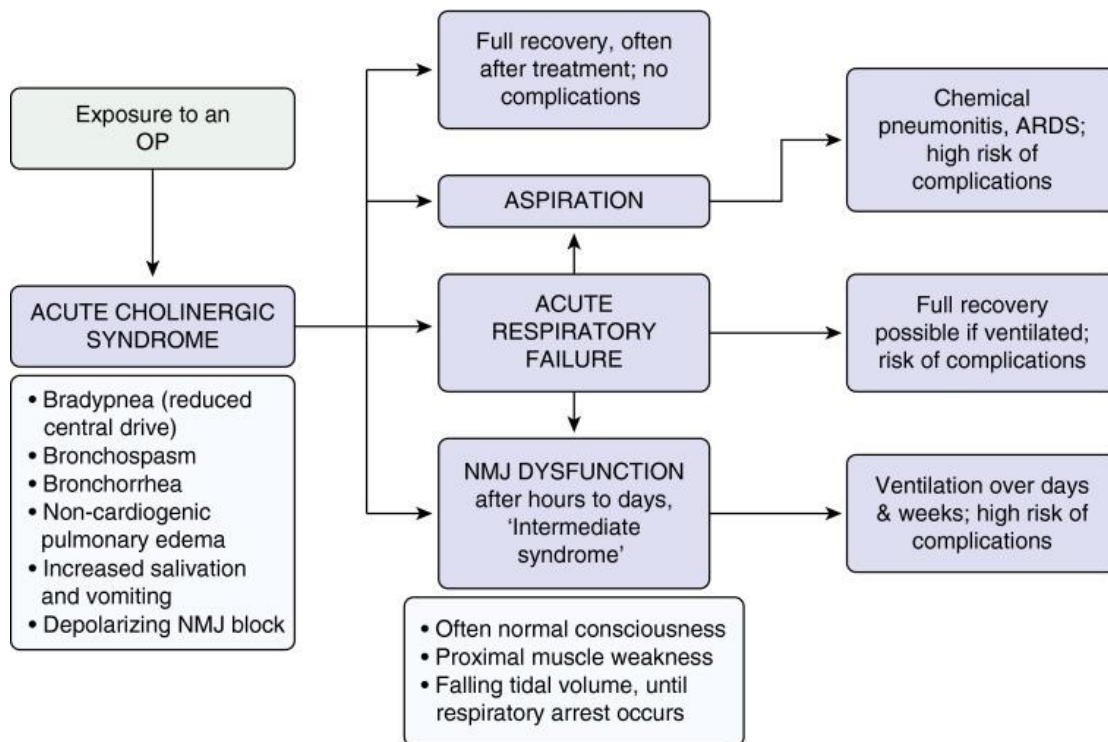 Exposure to an
OP
ACUTE CHOLINERGIC
SYNDROME
• Bradypnea (reduced
central drive)
• Bronchospasm
• Bronchorrhea
• Non-cardiogenic
pulmonary edema
• Increased salivation
and vomiting
• Depolarizing NMJ block
Full recovery, often
after treatment; no
complications
ASPIRATION
ACUTE
RESPIRATORY
FAILURE
NMJ DYSFUNCTION
after hours to days,
‘Intermediate
syndrome’
• Often normal consciousness
• Proximal muscle weakness
• Falling tidal volume, until
respiratory arrest occurs
Chemical
pneumonitis, ARDS;
high risk of
complications
Full recovery
possible if ventilated;
risk of complications
Ventilation over days
& weeks; high risk of
complications